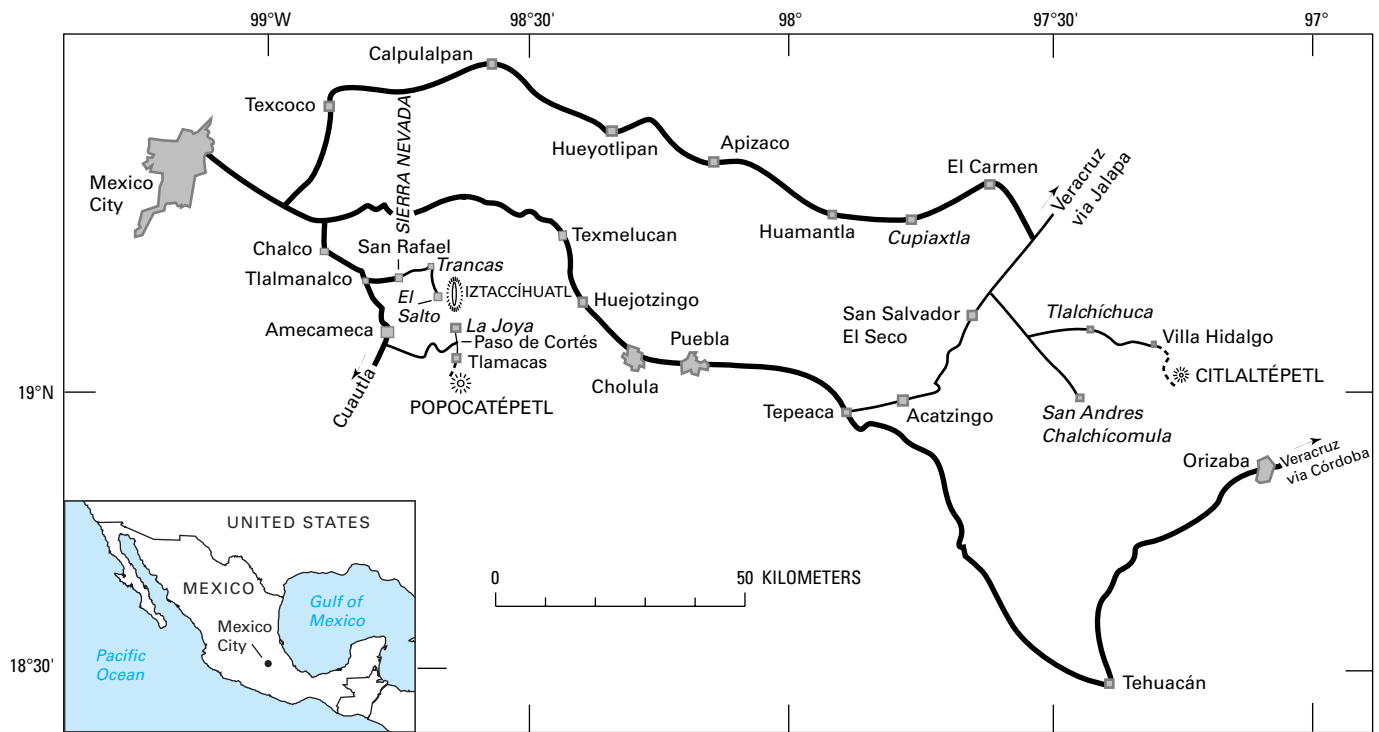 99°W
98°30'
98°
97°30'
97°
Calpulalpan
Texcoco
SIERRA NEVADA
Hueyotlipan
Apizaco
El Carmen
Veracruz
via Jalapa
Mexico
City
Huamantla
Cupiaxtla
Chalco
San Rafael
Texmelucan
Tlalmanalco
Trancas
El
Salto
IZTACCÍHUATL
Huejotzingo
Amecameca
La Joya
Paso de Cortés
Tlamacas
Puebla
San Salvador
El Seco
Tlalchíchuca
Villa Hidalgo
Cuautla
POPOCATÉPETL
Cholula
CITLALTÉPETL
19°N
Tepeaca
Acatzingo
San Andres
Chalchícomula
Orizaba
Veracruz
via Córdoba
UNITED STATES
MEXICO
Gulf of
Mexico
Mexico
City
Pacific
Ocean
0
50 KILOMETERS
18°30'
Tehuacán